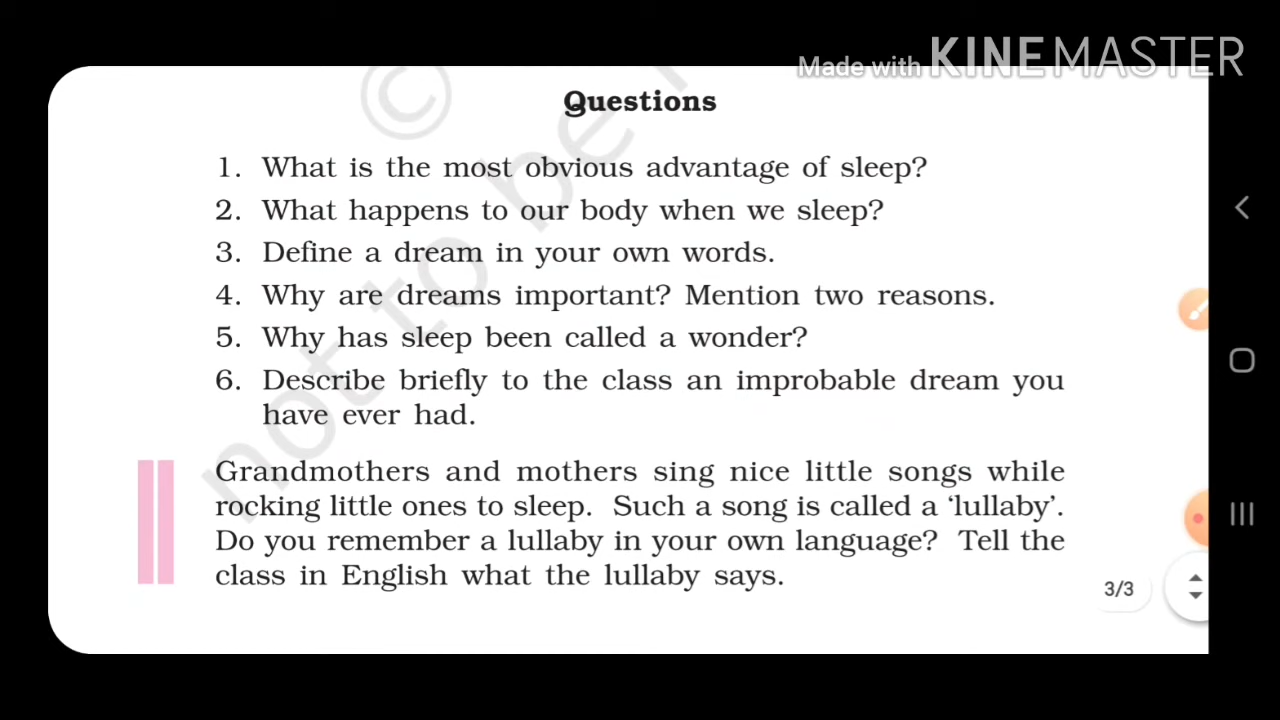 Made with KINEMASTER
Questions
1. What is the most obvious advantage of sleep?
2. What happens to our body when we sleep?
3. Define a dream in your own words.
4. Why are dreams important? Mention two reasons.
5. Why has sleep been called a wonder?
6. Describe briefly to the class an improbable dream you
have ever had.
Grandmothers and mothers sing nice little songs while
rocking little ones to sleep. Such a song is called a ‘lullaby’.
Do you remember a lullaby in your own language? Tell the
class in English what the lullaby says.
3/3
©
not to be